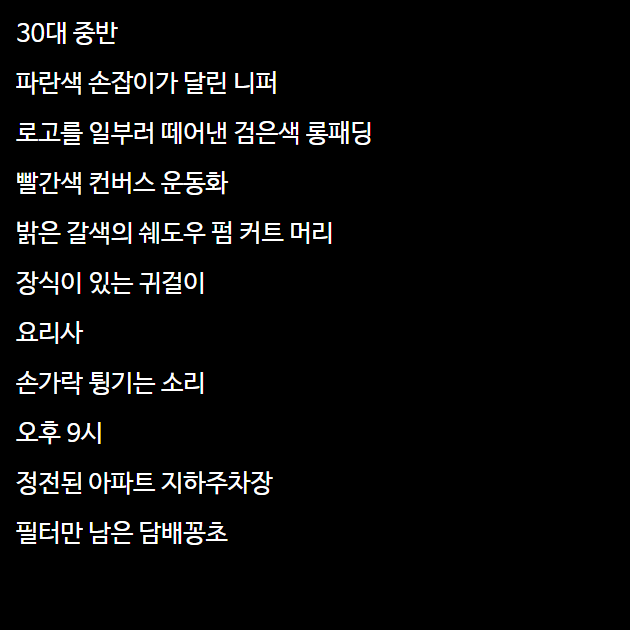 30대 중반
파란색 손잡이가 달린 니퍼
로고를 일부러 떼어낸 검은색 롱패딩
빨간색 컨버스 운동화
밝은 갈색의 쉐도우 펌 커트 머리
장식이 있는 귀걸이
요리사
손가락 튕기는 소리
오후 9시
정전된 아파트 지하주차장
필터만 남은 담배꽁초